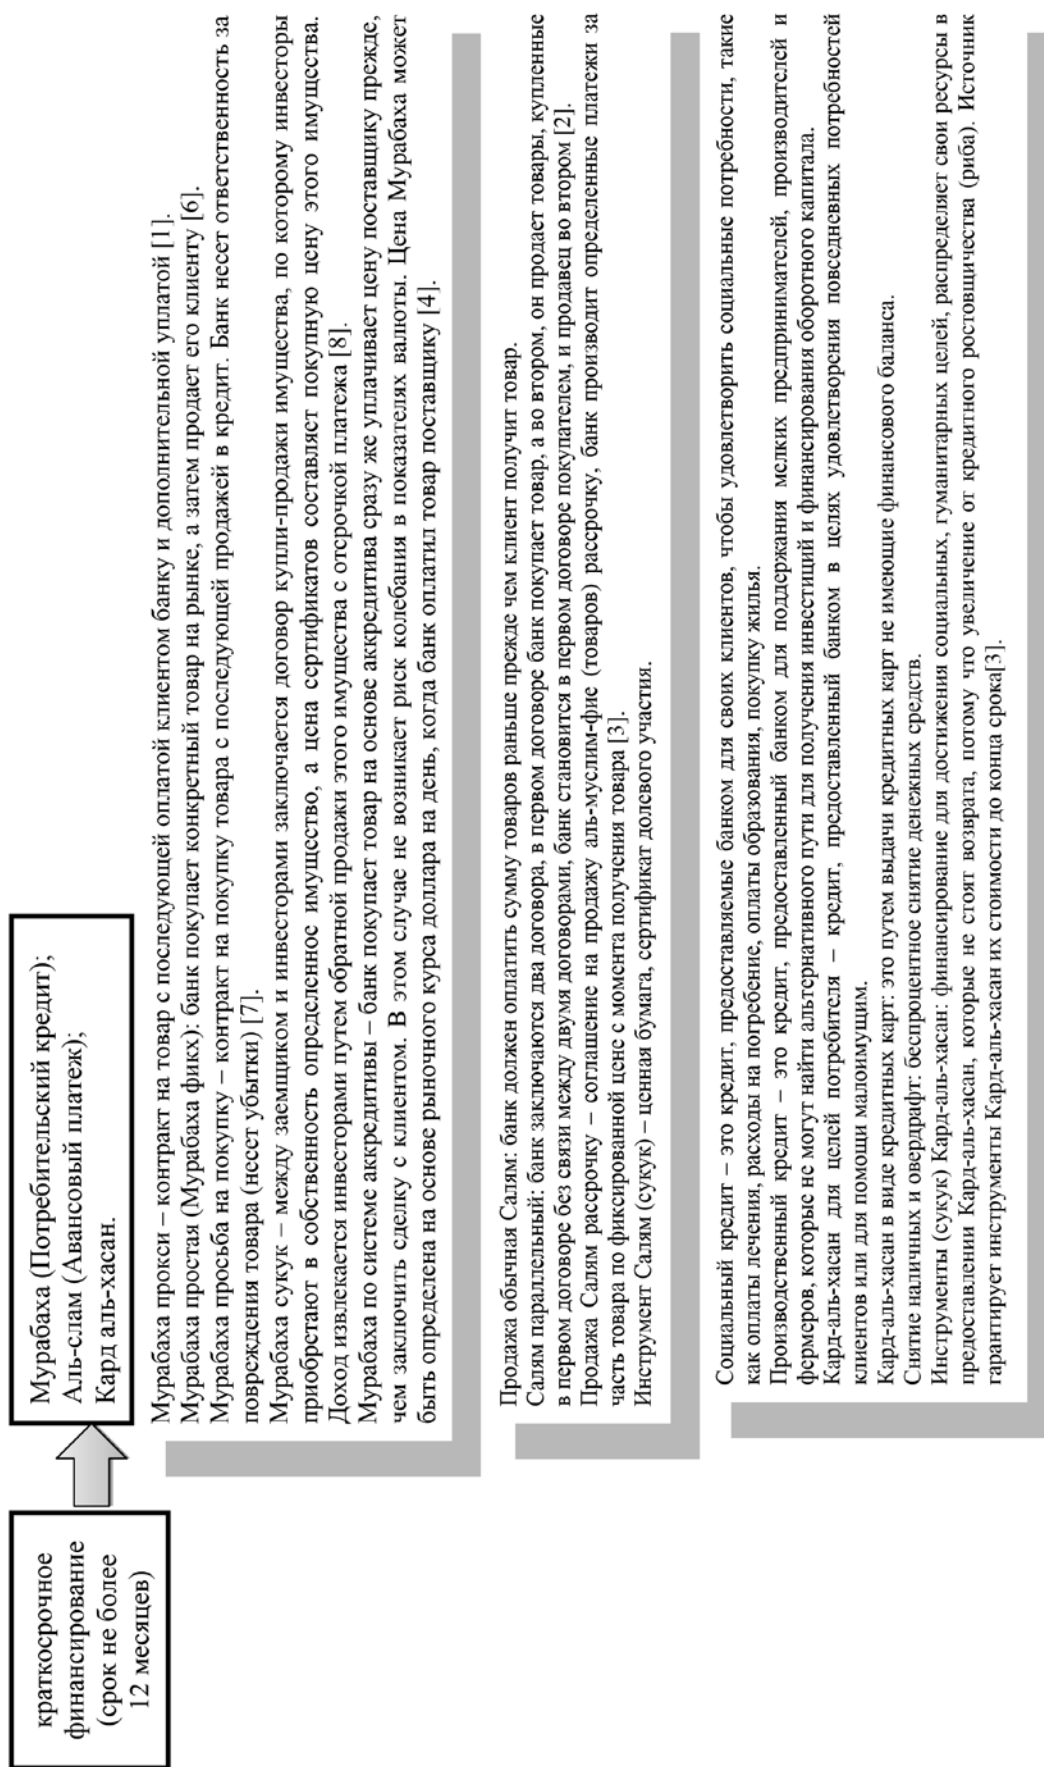 краткосрочное
финансирование
(срок не более
12 месяцев)
Мурабаха (Потребительский кредит);
Аль-слам (Авансовый платеж);
Кард аль-хасан.
Мурабаха прокси – контракт на товар с последующей оплатой клиентом банку и дополнительной уплатой [1].
Мурабаха простая (Мурабаха фикх): банк покупает конкретный товар на рынке, а затем продает его клиенту [6].
Мурабаха просьба на покупку – контракт на покупку товара с последующей продажей в кредит. Банк несет ответственность за
повреждения товара (несет убытки) [7].
Мурабаха сукук – между заемщиком и инвесторами заключается договор купли-продажи имущества, по которому инвесторы
приобретают в собственность определенное имущество, а цена сертификатов составляет покупную цену этого имущества.
Доход извлекается инвесторами путем обратной продажи этого имущества с отсрочкой платежа [8].
Мурабаха по системе аккредитивы – банк покупает товар на основе аккредитива сразу же уплачивает цену поставщику прежде,
чем заключить сделку с клиентом. В этом случае не возникает риск колебания в показателях валюты. Цена Мурабаха может
быть определена на основе рыночного курса доллара на день, когда банк оплатил товар поставщику [4].
Продажа обычная Салям: банк должен оплатить сумму товаров раньше прежде чем клиент получит товар.
Салям параллельный: банк заключаются два договора, в первом договоре банк покупает товар, а во втором, он продает товары, купленные
в первом договоре без связи между двумя договорами, банк становится в первом договоре покупателем, и продавец во втором [2].
Продажа Салям рассрочку – соглашение на продажу аль-муслим-фие (товаров) рассрочку, банк производит определенные платежи за
часть товара по фиксированной цене с момента получения товара [3].
Инструмент Салям (сукук) – ценная бумага, сертификат долевого участия.
Социальный кредит – это кредит, предоставляемые банком для своих клиентов, чтобы удовлетворить социальные потребности, такие
как оплаты лечения, расходы на потребение, оплаты образования, покупку жилья.
Производственный кредит – это кредит, предоставленный банком для поддержания мелких предпринимателей, производителей и
фермеров, которые не могут найти альтернативного пути для получения инвестиций и финансирования оборотного капитала.
Кард-аль-хасан для целей потребителя – кредит, предоставленный банком в целях удовлетворения повседневных потребностей
клиентов или для помощи малоимущим.
Кард-аль-хасан в виде кредитных карт: это путем выдачи кредитных карт не имеющие финансового баланса.
Снятие наличных и овердрафт: беспроцентное снятие денежных средств.
Инструменты (сукук) Кард-аль-хасан: финансирование для достижения социальных, гуманитарных целей, распределяет свои ресурсы в
предоставлении Кард-аль-хасан, которые не стоят возврата, потому что увеличение от кредитного ростовщичества (риба). Источник
гарантирует инструменты Кард-аль-хасан их стоимости до конца срока[3].